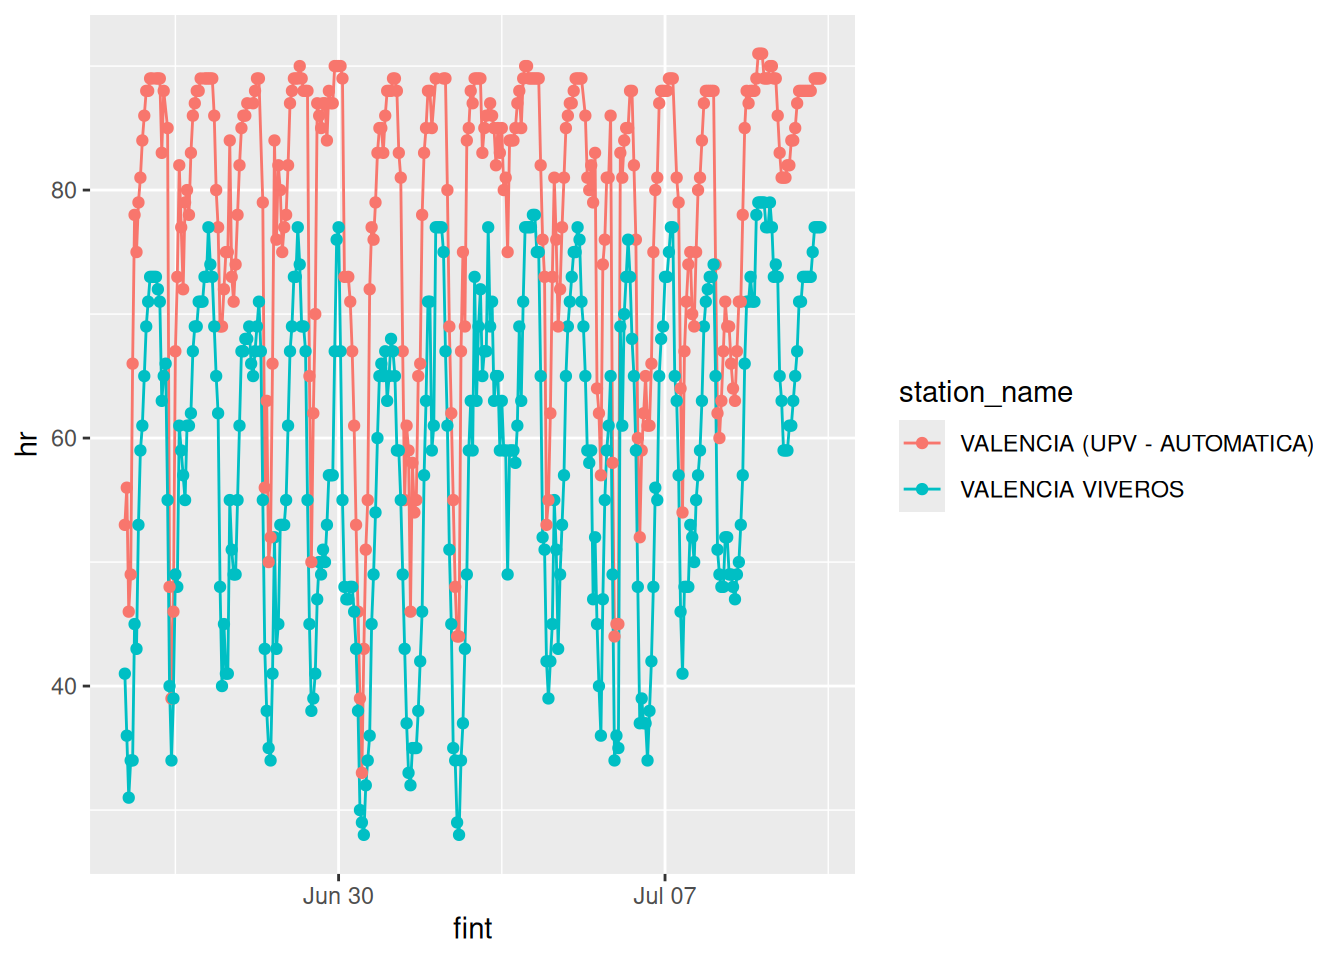 80
60
40
hr
Jun 30
Jul 07
fint
station_name
VALENCIA (UPV - AUTOMATICA)
VALENCIA VIVEROS